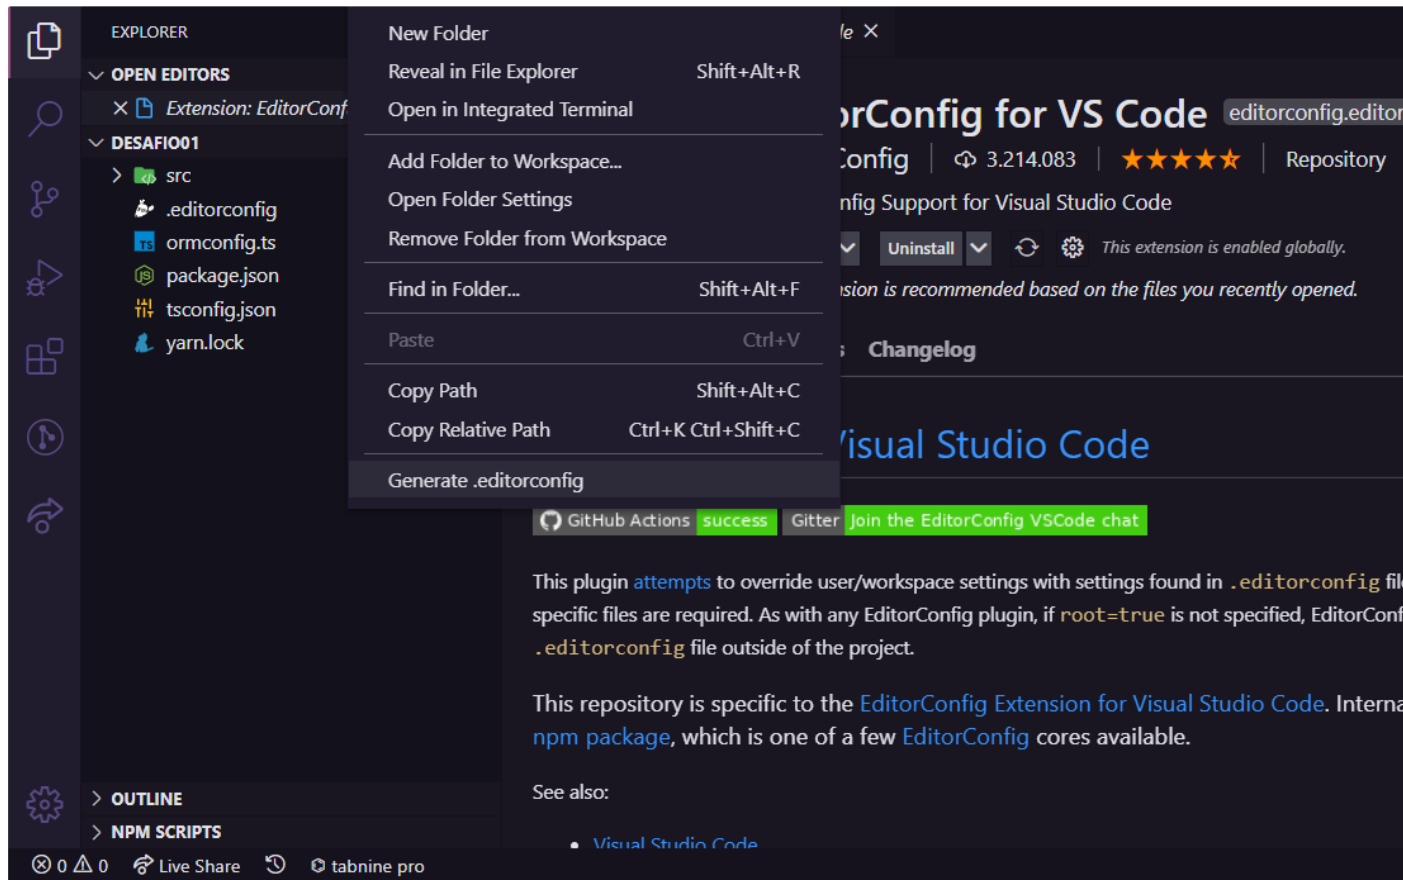 EXPLORER
OPEN EDITORS
Extension: EditorConf
DESAFIO01
src
.editorconfig
ormconfig.ts
package.json
tsconfig.json
yarn.lock
OUTLINE
NPM SCRIPTS
New Folder
Reveal in File Explorer Shift+Alt+R
Open in Integrated Terminal
Add Folder to Workspace...
Open Folder Settings
Remove Folder from Workspace
Find in Folder... Shift+Alt+F
Paste Ctrl+V
Copy Path Shift+Alt+C
Copy Relative Path Ctrl+K Ctrl+Shift+C
Generate .editorconfig
orConfig for VS Code editorconfig.editor
Config 3.214.083 Repository
nfig Support for Visual Studio Code
Uninstall This extension is enabled globally.
sion is recommended based on the files you recently opened.
Changelog
Visual Studio Code
GitHub Actions success Gitter Join the EditorConfig VSCode chat
This plugin attempts to override user/workspace settings with settings found in .editorconfig file
specific files are required. As with any EditorConfig plugin, if root=true is not specified, EditorConf
.editorconfig file outside of the project.
This repository is specific to the EditorConfig Extension for Visual Studio Code. Interna
npm package, which is one of a few EditorConfig cores available.
See also:
Visual Studio Code
0 0 Live Share tabnine pro